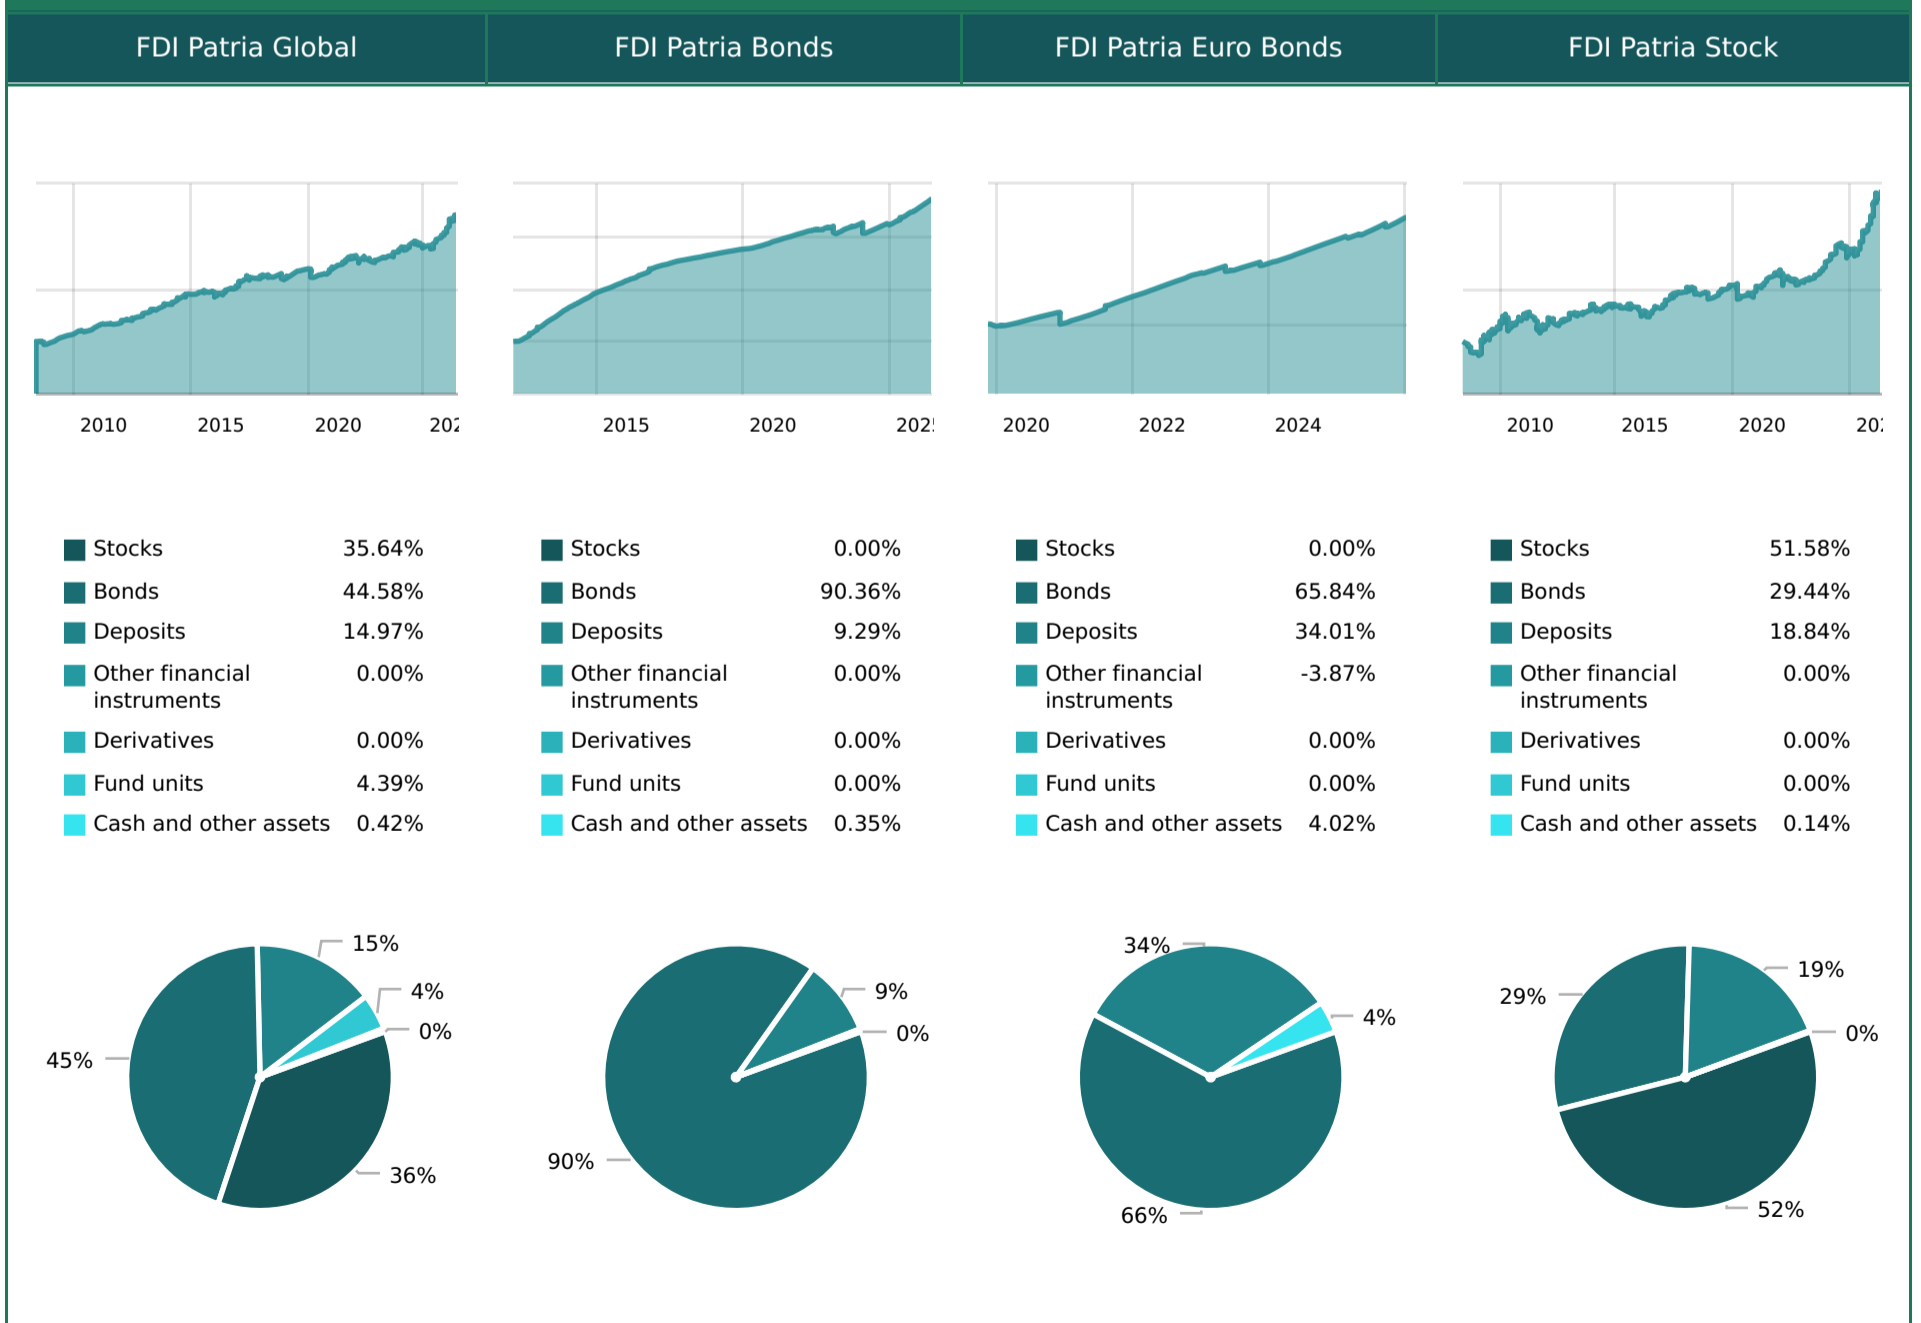 FDI Patria Global
FDI Patria Bonds
FDI Patria Euro Bonds
FDI Patria Stock
2010 2015 2020
2015 2020 2025
2020 2022 2024
2010 2015 2020
Stocks 35.64%
Bonds 44.58%
Deposits 14.97%
Other financial 0.00%
instruments
Derivatives 0.00%
Fund units 4.39%
Cash and other assets 0.42%
Stocks 0.00%
Bonds 90.36%
Deposits 9.29%
Other financial 0.00%
instruments
Derivatives 0.00%
Fund units 0.00%
Cash and other assets 0.35%
Stocks 0.00%
Bonds 65.84%
Deposits 34.01%
Other financial -3.87%
instruments
Derivatives 0.00%
Fund units 0.00%
Cash and other assets 4.02%
Stocks 51.58%
Bonds 29.44%
Deposits 18.84%
Other financial 0.00%
instruments
Derivatives 0.00%
Fund units 0.00%
Cash and other assets 0.14%
15%
4%
0%
45%
36%
9%
0%
90%
34%
4%
66%
19%
29%
0%
52%